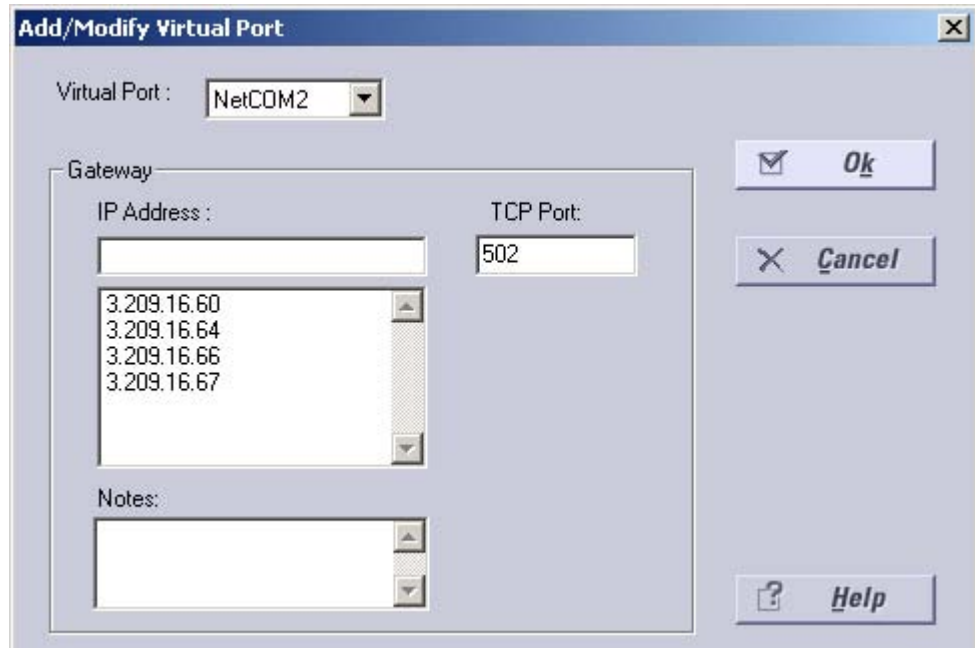 Add/Modify Virtual Port
Virtual Port :
NetCOM2
Gateway
IP Address :
TCP Port:
502
3.209.16.60
3.209.16.64
3.209.16.66
3.209.16.67
Notes:
Ok
Cancel
Help